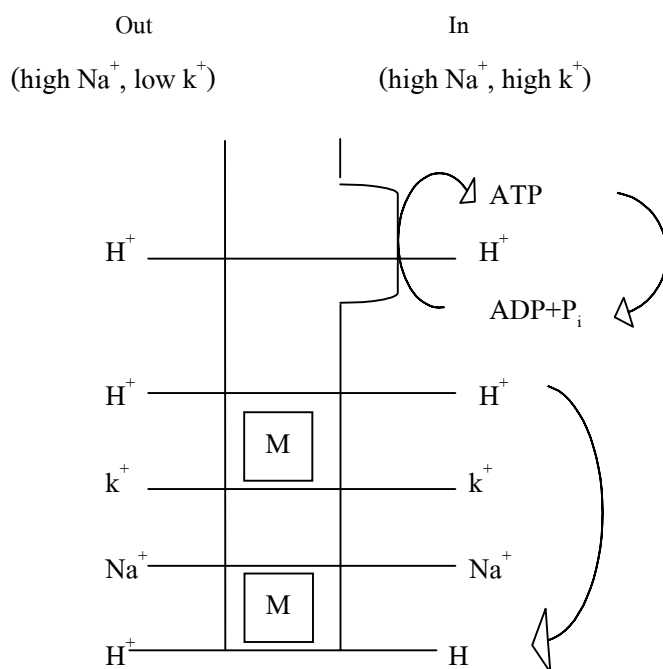 Out In
(high Na⁺, low k⁺) (high Na⁺, high k⁺)
ATP
H⁺ H⁺
ADP+Pᵢ
H⁺ H⁺
M
k⁺ k⁺
Na⁺ Na⁺
M
H⁺ H